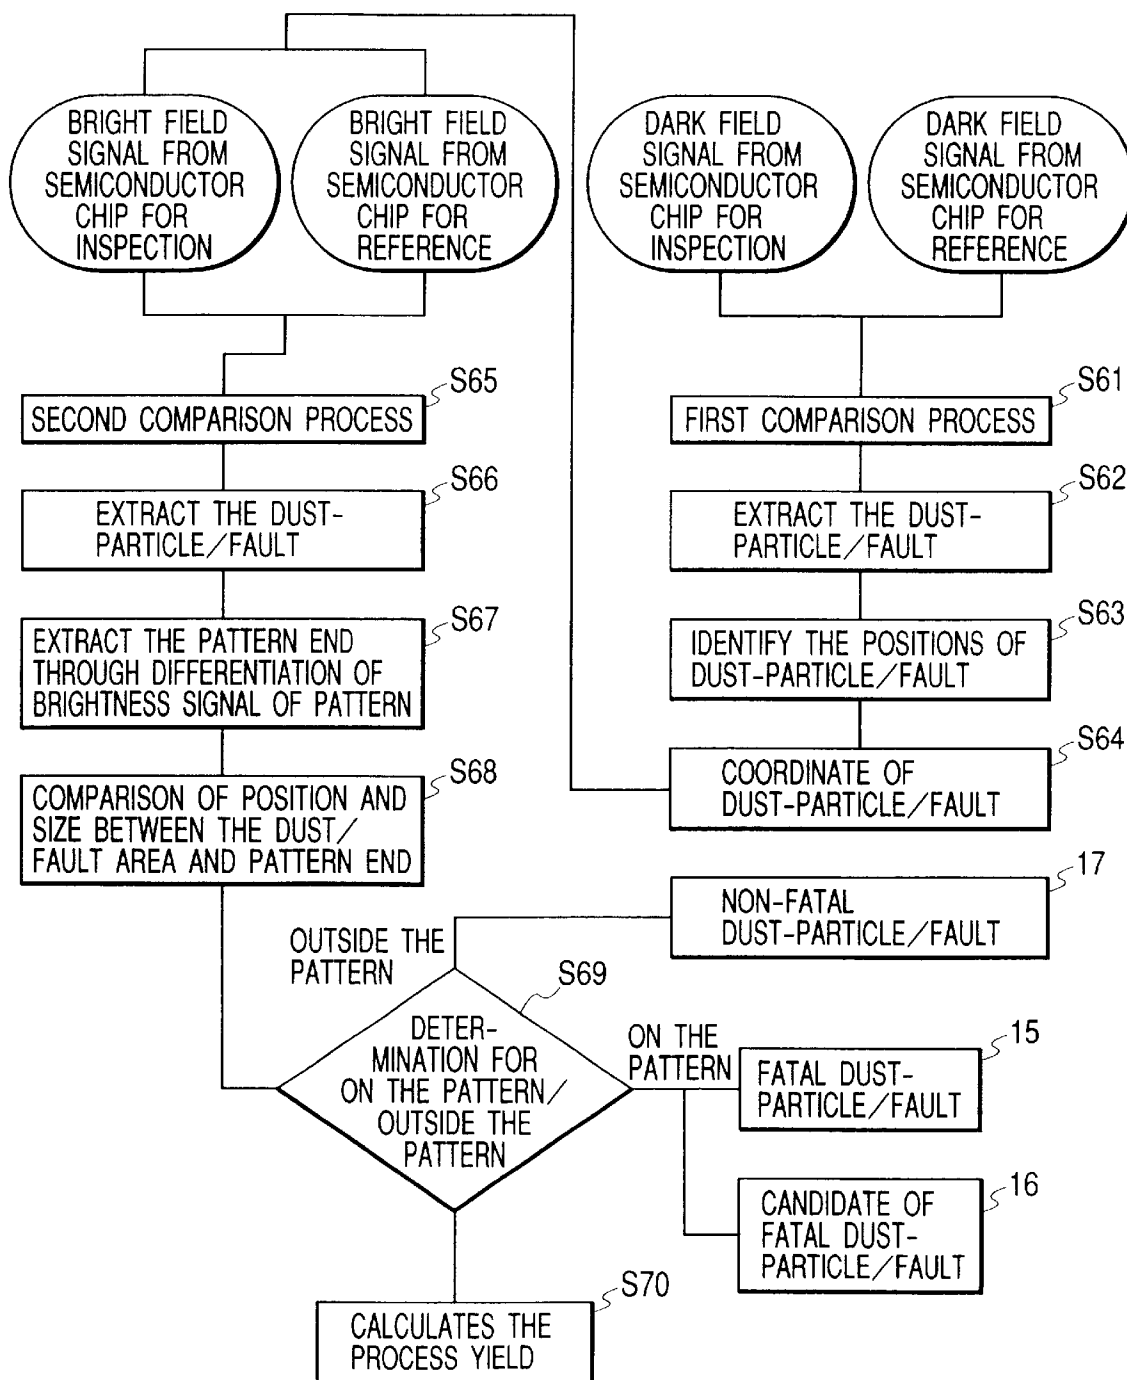 BRIGHT FIELD
SIGNAL FROM
SEMICONDUCTOR
CHIP FOR
INSPECTION
BRIGHT FIELD
SIGNAL FROM
SEMICONDUCTOR
CHIP FOR
REFERENCE
DARK FIELD
SIGNAL FROM
SEMICONDUCTOR
CHIP FOR
INSPECTION
DARK FIELD
SIGNAL FROM
SEMICONDUCTOR
CHIP FOR
REFERENCE
S65
SECOND COMPARISON PROCESS
S61
FIRST COMPARISON PROCESS
S66
EXTRACT THE DUST-
PARTICLE/FAULT
S62
EXTRACT THE DUST-
PARTICLE/FAULT
S67
EXTRACT THE PATTERN END
THROUGH DIFFERENTIATION OF
BRIGHTNESS SIGNAL OF PATTERN
S63
IDENTIFY THE POSITIONS OF
DUST-PARTICLE/FAULT
S68
COMPARISON OF POSITION AND
SIZE BETWEEN THE DUST/
FAULT AREA AND PATTERN END
S64
COORDINATE OF
DUST-PARTICLE/FAULT
17
NON-FATAL
DUST-PARTICLE/FAULT
OUTSIDE THE
PATTERN
S69
DETER-
MINATION FOR
ON THE PATTERN/
OUTSIDE THE
PATTERN
ON THE
PATTERN
15
FATAL DUST-
PARTICLE/FAULT
16
CANDIDATE OF
FATAL DUST-
PARTICLE/FAULT
S70
CALCULATES THE
PROCESS YIELD